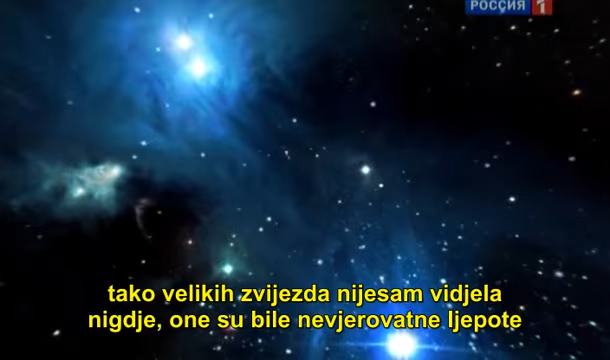 РОССИЯ 1
tako velikih zvijezda nijesam vidjela
nigdje, one su bile nevjerovatne ljepote